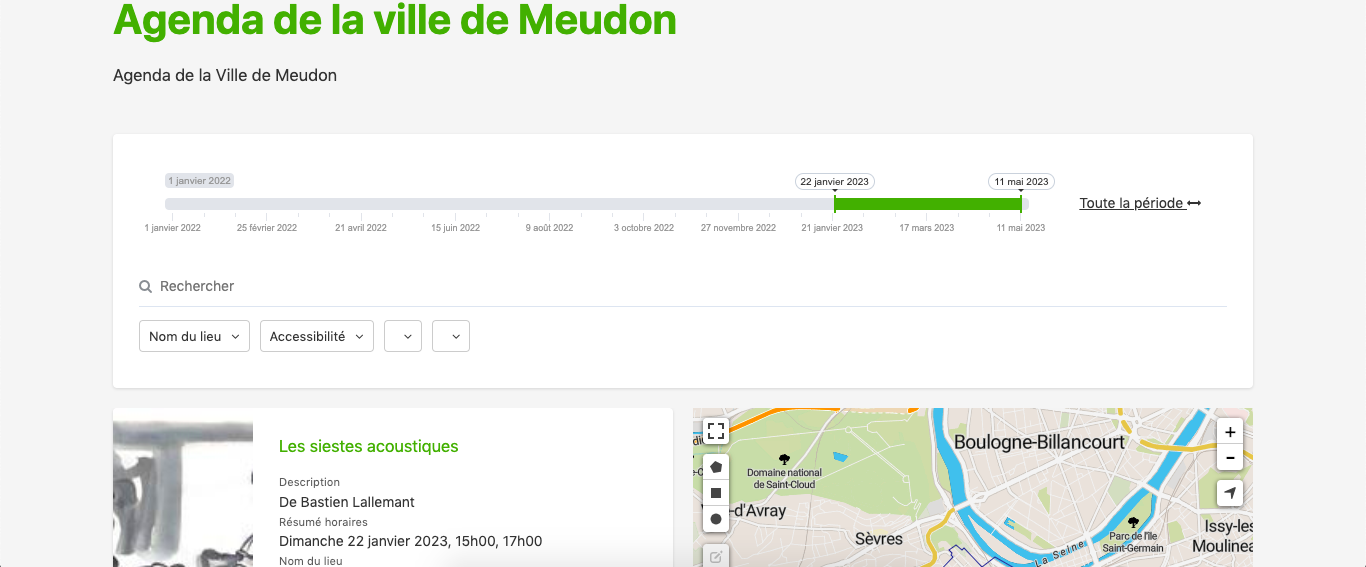 Agenda de la ville de Meudon
Agenda de la Ville de Meudon
1 janvier 2022
22 janvier 2023
11 mai 2023
Toute la période
1 janvier 2022
25 février 2022
21 avril 2022
15 juin 2022
9 août 2022
3 octobre 2022
27 novembre 2022
21 janvier 2023
17 mars 2023
11 mai 2023
Rechercher
Nom du lieu
Accessibilité
Les siestes acoustiques
Description
De Bastien Lallemant
Résumé horaires
Dimanche 22 janvier 2023, 15h00, 17h00
Nom du lieu
Boulogne-Billancourt
Domaine national
de Saint-Cloud
-d'Avray
Sèvres
Issy-les
Moulinea
Parc de l'île
Saint-Germain
La Seine
+
-